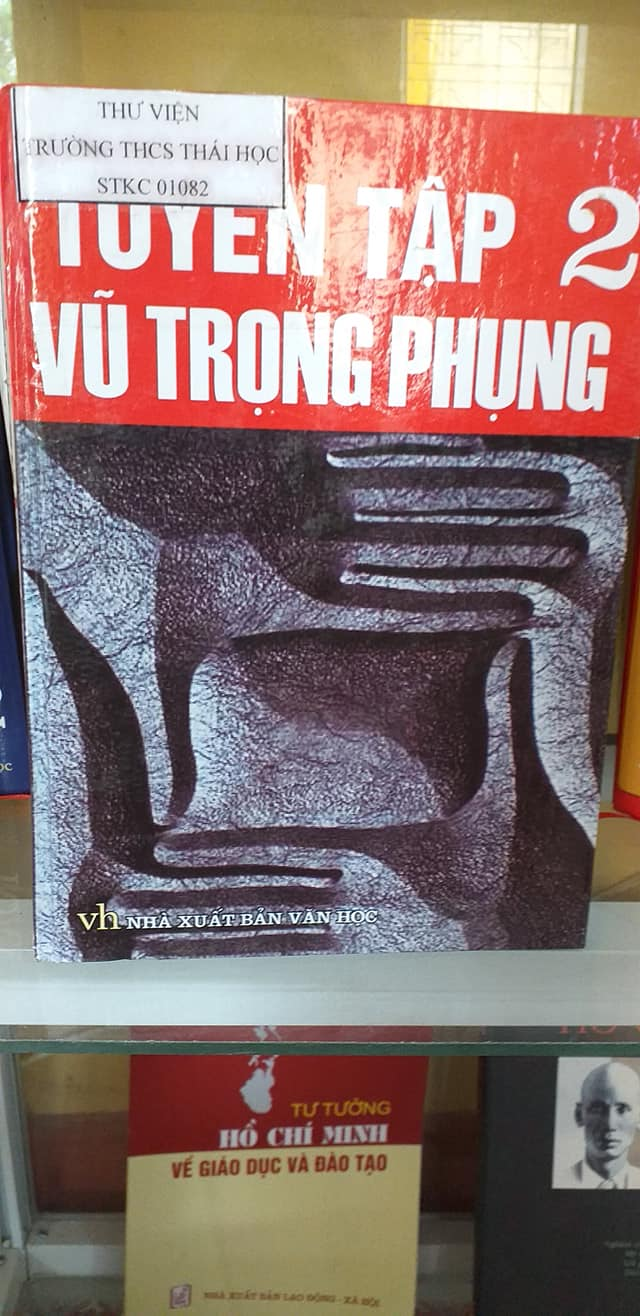 THƯ VIỆN
TRƯỜNG THCS THÁI HỌC
STKC 01082
TUYỂN TẬP 2
VŨ TRỌNG PHỤNG
vh NHÀ XUẤT BẢN VĂN HỌC
TƯ TƯỞNG
HỒ CHÍ MINH
VỀ GIÁO DỤC VÀ ĐÀO TẠO
NHÀ XUẤT BẢN LAO ĐỘNG - XÃ HỘI